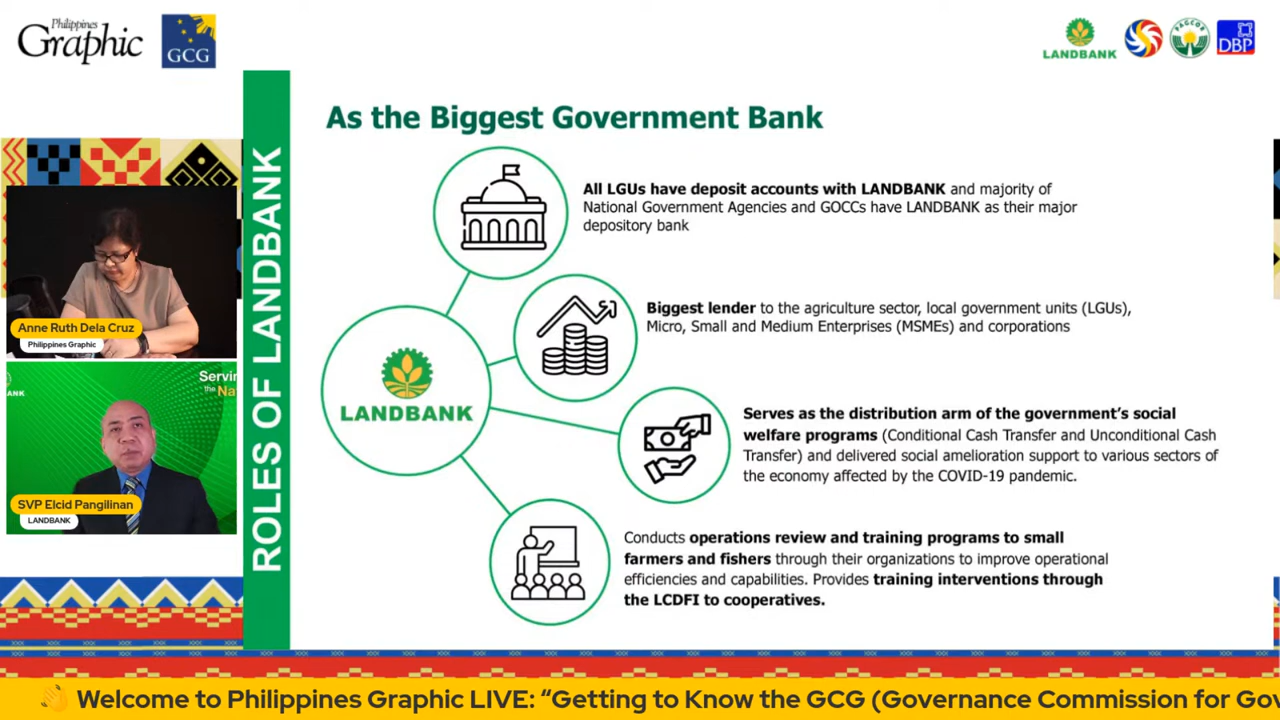 Philippines
Graphic
GCG
LANDBANK
PAGCOR
DBP
ROLES OF LANDBANK
As the Biggest Government Bank
All LGUs have deposit accounts with LANDBANK and majority of
National Government Agencies and GOCCs have LANDBANK as their major
depository bank
Biggest lender to the agriculture sector, local government units (LGUs),
Micro, Small and Medium Enterprises (MSMEs) and corporations
LANDBANK
Serves as the distribution arm of the government's social
welfare programs (Conditional Cash Transfer and Unconditional Cash
Transfer) and delivered social amelioration support to various sectors of
the economy affected by the COVID-19 pandemic.
Conducts operations review and training programs to small
farmers and fishers through their organizations to improve operational
efficiencies and capabilities. Provides training interventions through
the LCDFI to cooperatives.
Anne Ruth Dela Cruz
Philippines Graphic
Servin
the Na
ANK
SVP Elcid Pangilinan
LANDBANK
👋 Welcome to Philippines Graphic LIVE: “Getting to Know the GCG (Governance Commission for Gov